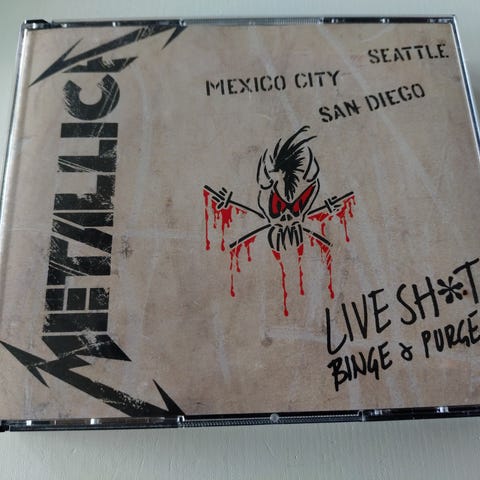 METALLICA
SEATTLE
MEXICO CITY
SAN DIEGO
LIVE SH*T
BINGE & PURGE